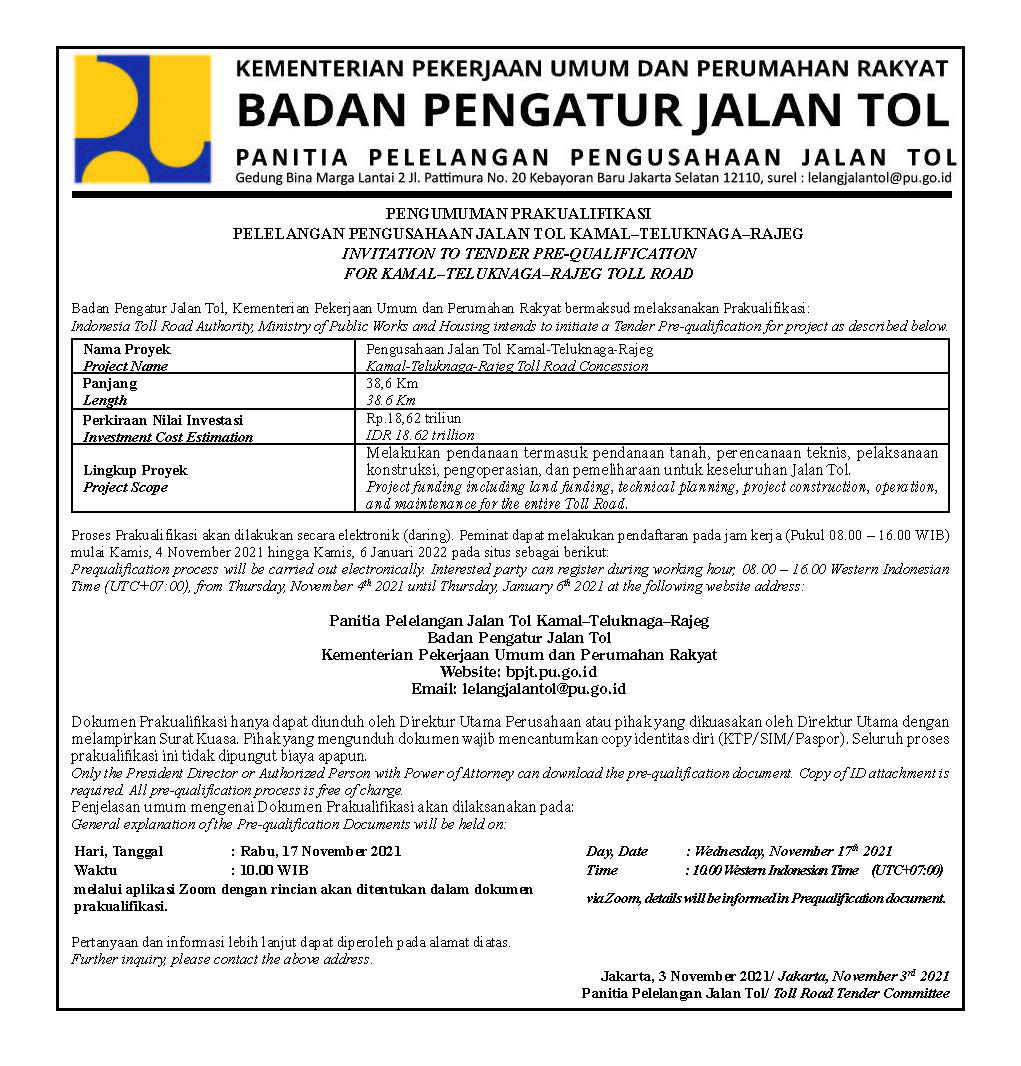 KEMENTERIAN PEKERJAAN UMUM DAN PERUMAHAN RAKYAT
BADAN PENGATUR JALAN TOL
PANITIA PELELANGAN PENGUSAHAAN JALAN TOL
Gedung Bina Marga Lantai 2 Jl. Pattimura No. 20 Kebayoran Baru Jakarta Selatan 12110, surel : lelangjalantol@pu.go.id
PENGUMUMAN PRAKUALIFIKASI
PELELANGAN PENGUSAHAAN JALAN TOL KAMAL–TELUKNAGA–RAJEG
INVITATION TO TENDER PRE-QUALIFICATION
FOR KAMAL–TELUKNAGA–RAJEG TOLL ROAD
Badan Pengatur Jalan Tol, Kementerian Pekerjaan Umum dan Perumahan Rakyat bermaksud melaksanakan Prakualifikasi:
Indonesia Toll Road Authority, Ministry of Public Works and Housing intends to initiate a Tender Pre-qualification for project as described below.
Nama Proyek
Project Name
Pengusahaan Jalan Tol Kamal-Teluknaga-Rajeg
Kamal-Teluknaga-Rajeg Toll Road Concession
Panjang
Length
38,6 Km
38.6 Km
Perkiraan Nilai Investasi
Investment Cost Estimation
Rp.18,62 triliun
IDR 18.62 trillion
Lingkup Proyek
Project Scope
Melakukan pendanaan termasuk pendanaan tanah, perencanaan teknis, pelaksanaan
konstruksi, pengoperasian, dan pemeliharaan untuk keseluruhan Jalan Tol.
Project funding including land funding, technical planning, project construction, operation,
and maintenance for the entire Toll Road.
Proses Prakualifikasi akan dilakukan secara elektronik (daring). Peminat dapat melakukan pendaftaran pada jam kerja (Pukul 08.00 – 16.00 WIB)
mulai Kamis, 4 November 2021 hingga Kamis, 6 Januari 2022 pada situs sebagai berikut:
Prequalification process will be carried out electronically. Interested party can register during working hour, 08.00 – 16.00 Western Indonesian
Time (UTC+07:00), from Thursday, November 4th 2021 until Thursday, January 6th 2021 at the following website address:
Panitia Pelelangan Jalan Tol Kamal–Teluknaga–Rajeg
Badan Pengatur Jalan Tol
Kementerian Pekerjaan Umum dan Perumahan Rakyat
Website: bpjt.pu.go.id
Email: lelangjalantol@pu.go.id
Dokumen Prakualifikasi hanya dapat diunduh oleh Direktur Utama Perusahaan atau pihak yang dikuasakan oleh Direktur Utama dengan
melampirkan Surat Kuasa. Pihak yang mengunduh dokumen wajib mencantumkan copy identitas diri (KTP/SIM/Paspor). Seluruh proses
prakualifikasi ini tidak dipungut biaya apapun.
Only the President Director or Authorized Person with Power of Attorney can download the pre-qualification document. Copy of ID attachment is
required. All pre-qualification process is free of charge.
Penjelasan umum mengenai Dokumen Prakualifikasi akan dilaksanakan pada:
General explanation of the Pre-qualification Documents will be held on:
Hari, Tanggal : Rabu, 17 November 2021
Waktu : 10.00 WIB
melalui aplikasi Zoom dengan rincian akan ditentukan dalam dokumen
prakualifikasi.
Day, Date : Wednesday, November 17th 2021
Time : 10.00 Western Indonesian Time (UTC+07:00)
via Zoom, details will be informed in Prequalification document.
Pertanyaan dan informasi lebih lanjut dapat diperoleh pada alamat diatas.
Further inquiry, please contact the above address.
Jakarta, 3 November 2021/ Jakarta, November 3rd 2021
Panitia Pelelangan Jalan Tol/ Toll Road Tender Committee